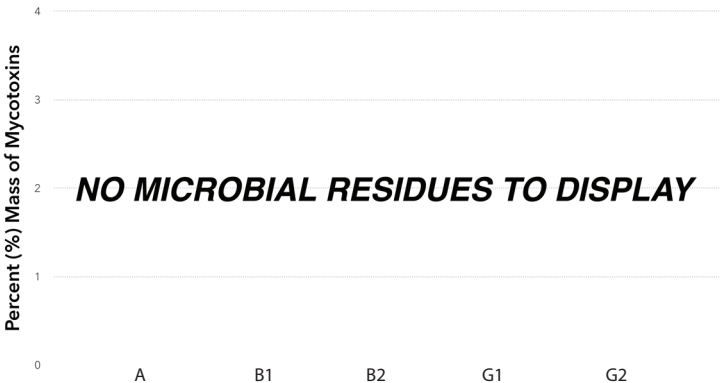 4
3
2
1
0
Percent (%) Mass of Mycotoxins
NO MICROBIAL RESIDUES TO DISPLAY
A B1 B2 G1 G2